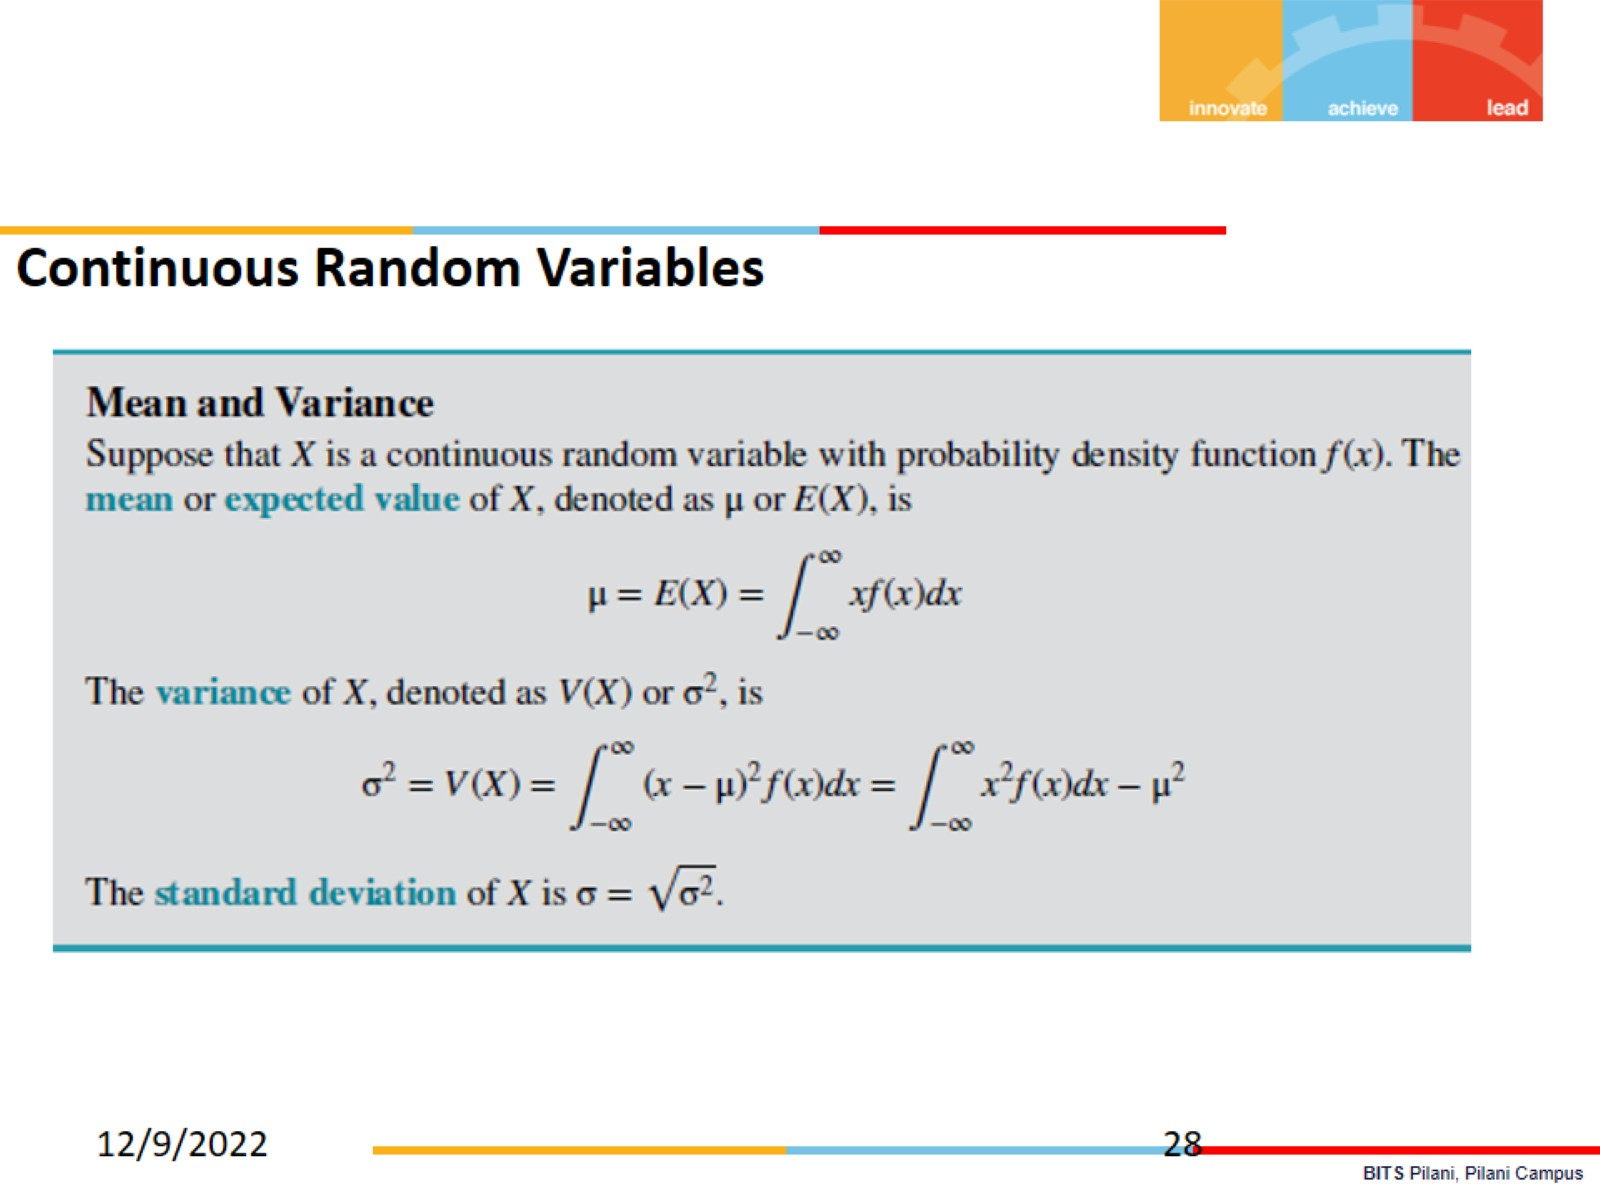 innovate achieve lead
Continuous Random Variables
Mean and Variance
Suppose that X is a continuous random variable with probability density function f(x). The
mean or expected value of X, denoted as μ or E(X), is
μ = E(X) = ∫_{-∞}^{∞} xf(x)dx
The variance of X, denoted as V(X) or σ², is
σ² = V(X) = ∫_{-∞}^{∞} (x − μ)² f(x)dx = ∫_{-∞}^{∞} x²f(x)dx − μ²
The standard deviation of X is σ = √σ².
12/9/2022 28
BITS Pilani, Pilani Campus